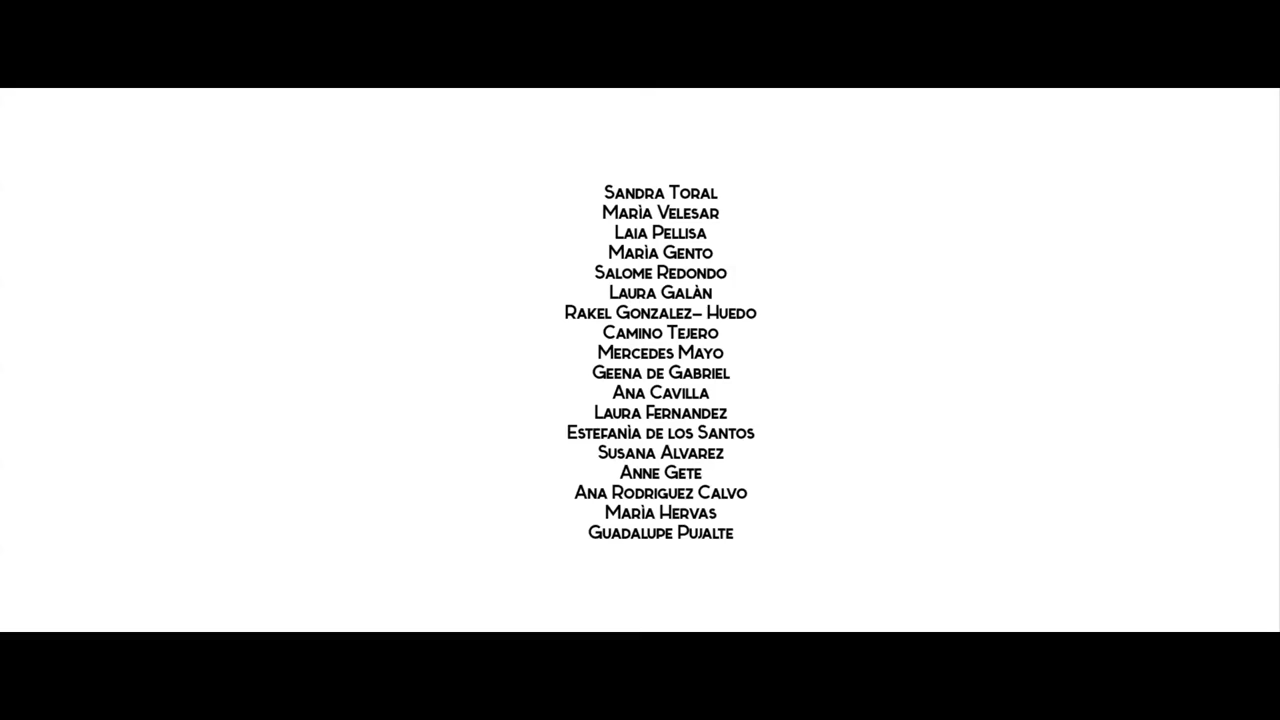 Sandra Toral
Marìa Velesar
Laia Pellisa
Marìa Gento
Salome Redondo
Laura Galàn
Rakel Gonzalez- Huedo
Camino Tejero
Mercedes Mayo
Geena de Gabriel
Ana Cavilla
Laura Fernandez
Estefanìa de los Santos
Susana Alvarez
Anne Gete
Ana Rodriguez Calvo
Marìa Hervas
Guadalupe Pujalte